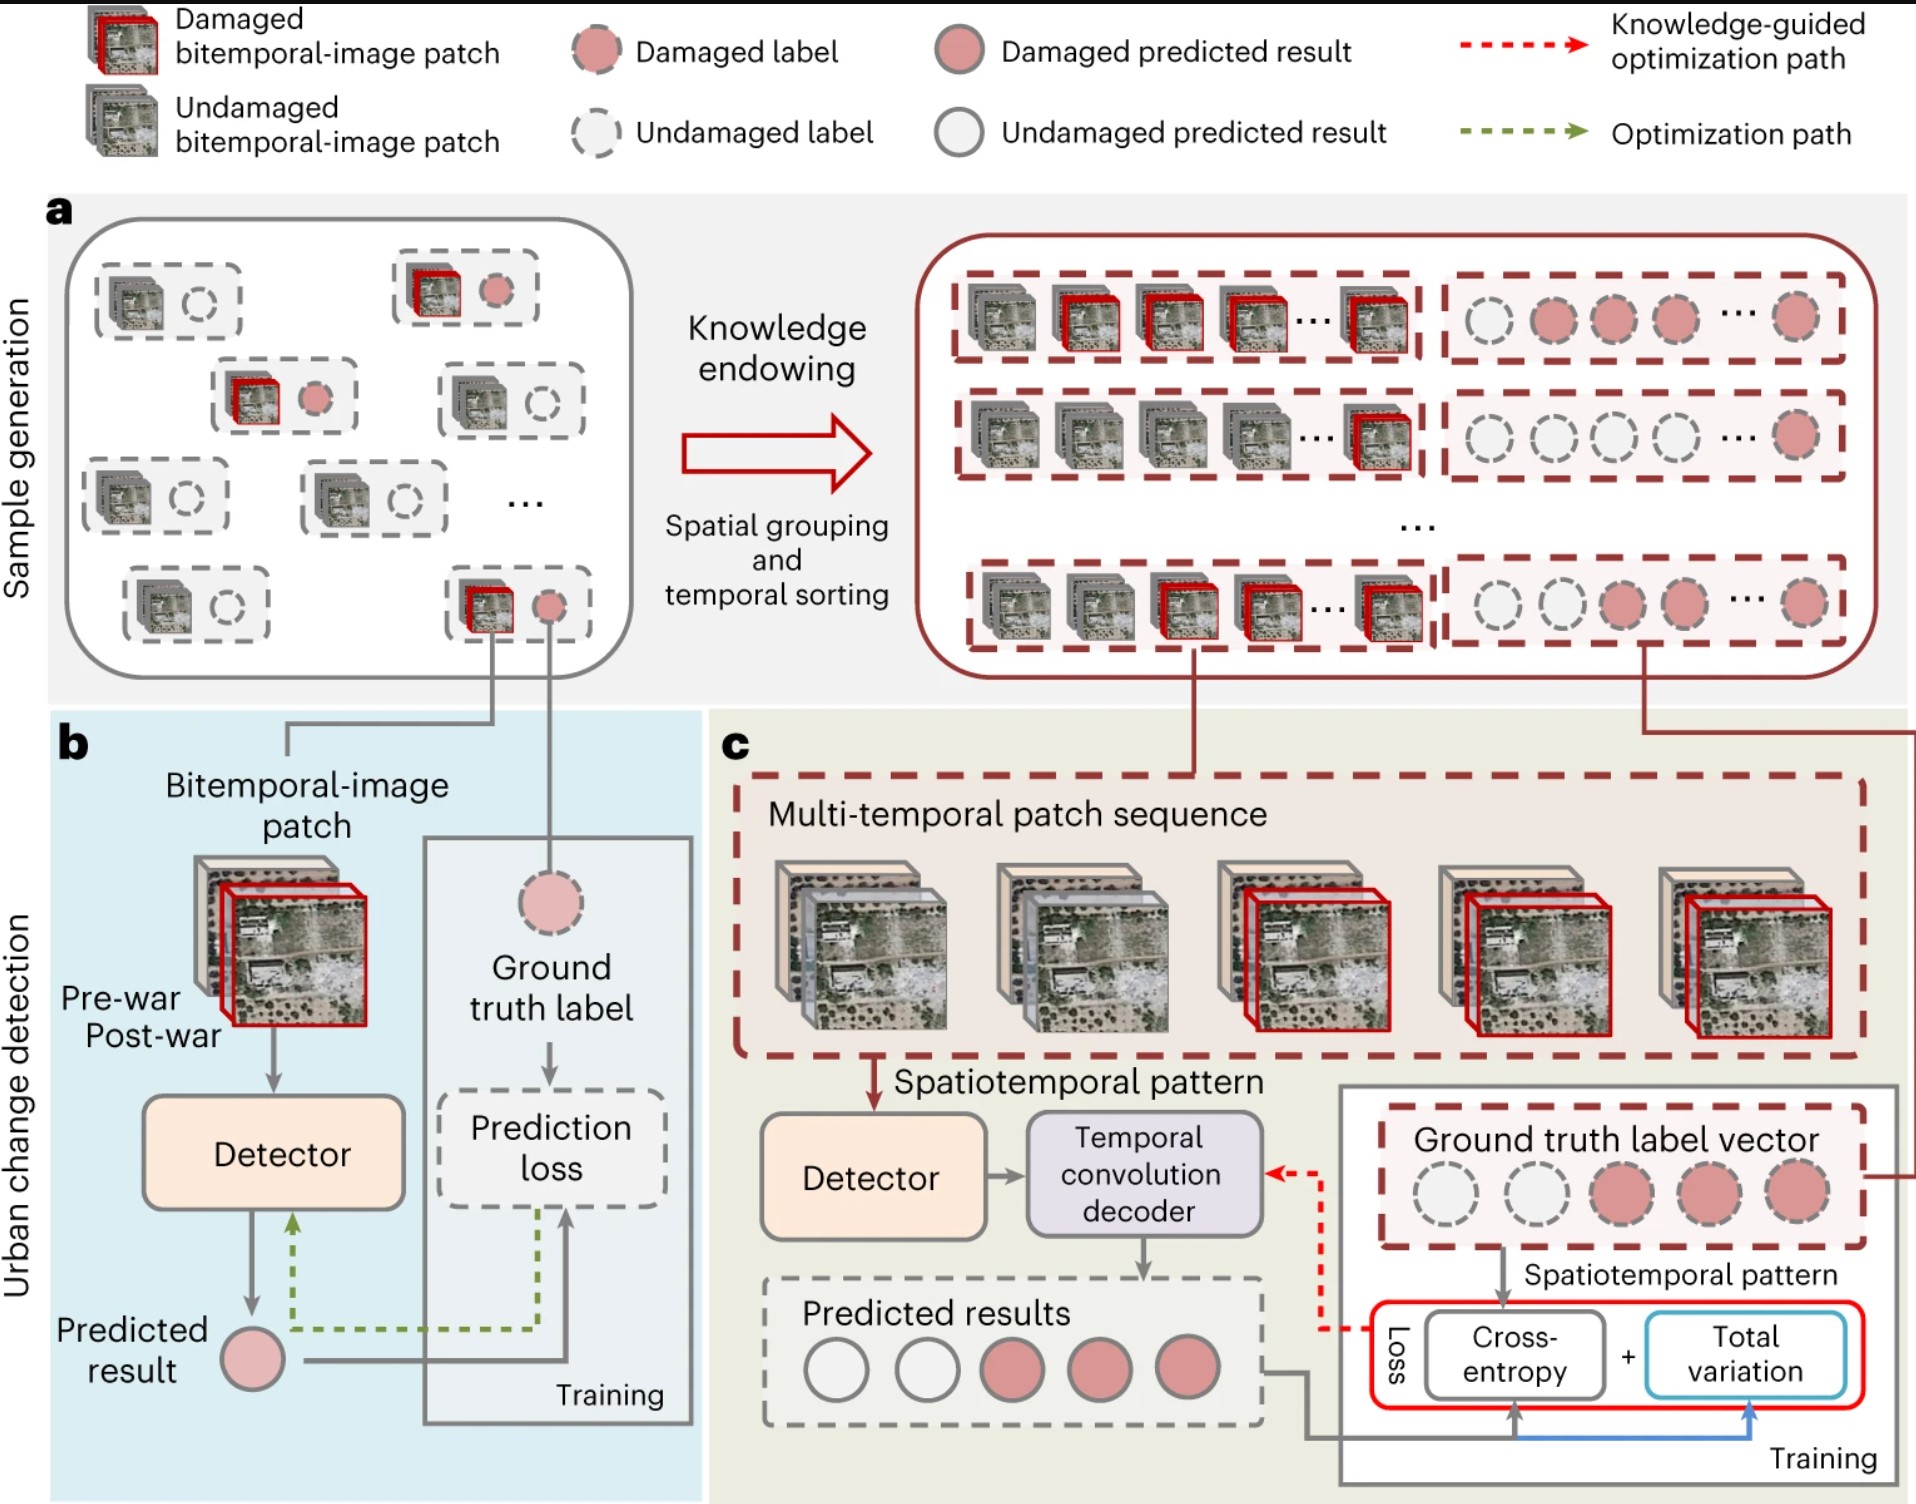 Damaged
bitemporal-image patch
Undamaged
bitemporal-image patch
Damaged label
Undamaged label
Damaged predicted result
Undamaged predicted result
Knowledge-guided
optimization path
Optimization path
a
Sample generation
Knowledge
endowing
Spatial grouping
and
temporal sorting
...
...
...
...
...
...
...
...
Urban change detection
b
Bitemporal-image
patch
Pre-war
Post-war
Detector
Predicted
result
Ground
truth label
Prediction
loss
Training
c
Multi-temporal patch sequence
Spatiotemporal pattern
Detector
Temporal
convolution
decoder
Predicted results
Ground truth label vector
Spatiotemporal pattern
Loss
Cross-
entropy
+
Total
variation
Training